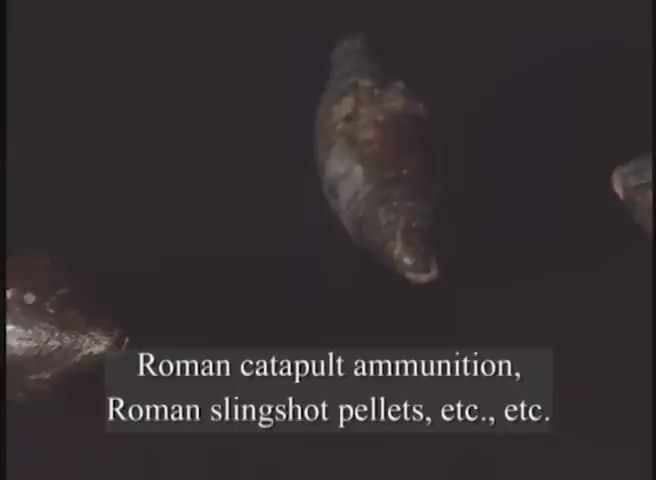 Roman catapult ammunition,
Roman slingshot pellets, etc., etc.